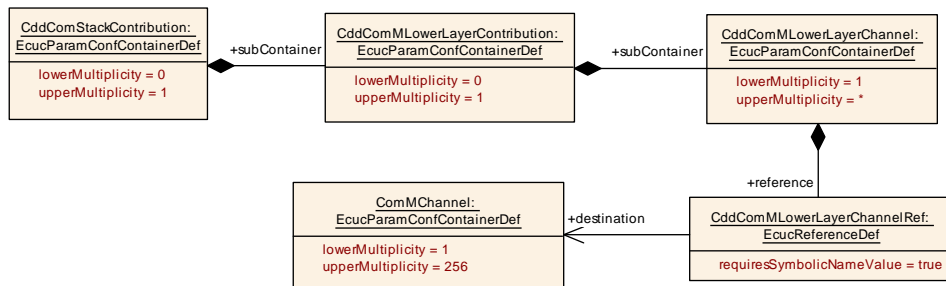 CddComStackContribution:
EcucParamConfContainerDef
lowerMultiplicity = 0
upperMultiplicity = 1
+subContainer
CddComMLowerLayerContribution:
EcucParamConfContainerDef
lowerMultiplicity = 0
upperMultiplicity = 1
+subContainer
CddComMLowerLayerChannel:
EcucParamConfContainerDef
lowerMultiplicity = 1
upperMultiplicity = *
+reference
ComMChannel:
EcucParamConfContainerDef
lowerMultiplicity = 1
upperMultiplicity = 256
+destination
CddComMLowerLayerChannelRef:
EcucReferenceDef
requiresSymbolicNameValue = true